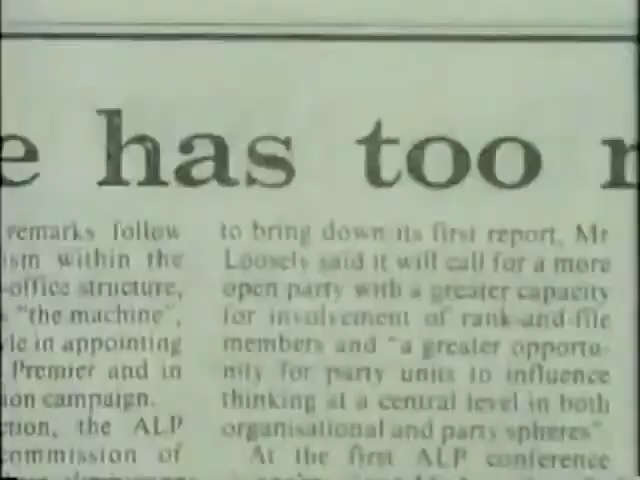 e has too
remarks follow
ism within the
-office structure,
"the machine",
le in appointing
Premier and in
ion campaign.
tion, the ALP
ommission of
to bring down its first report, Mr
Loosely said it will call for a more
open party with a greater capacity
for involvement of rank-and-file
members and "a greater opportu-
nity for party units to influence
thinking at a central level in both
organisational and party spheres"
At the first ALP conference